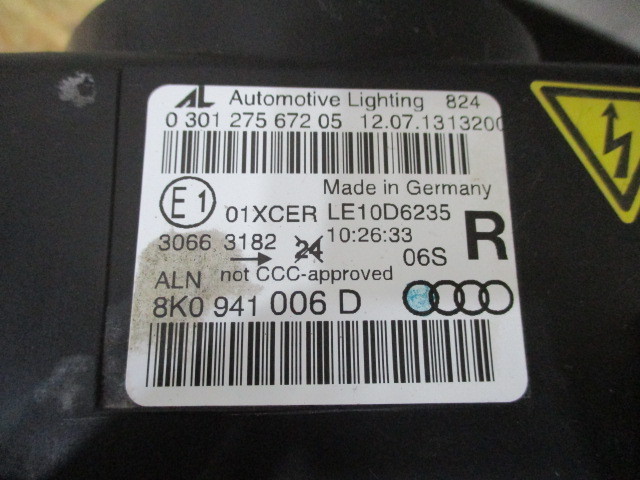 AL Automotive Lighting 824
0 301 275 672 05 12.07.1313200
Made in Germany
E1 01XCER LE10D6235 R
3066 3182 24 10:26:33
06S
ALN not CCC-approved
8K0 941 006 D